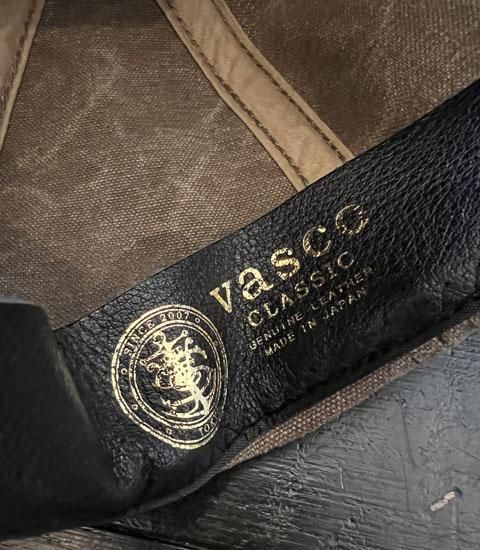 vasco
CLASSIC
GENUINE LEATHER
MADE IN JAPAN
SINCE 2007